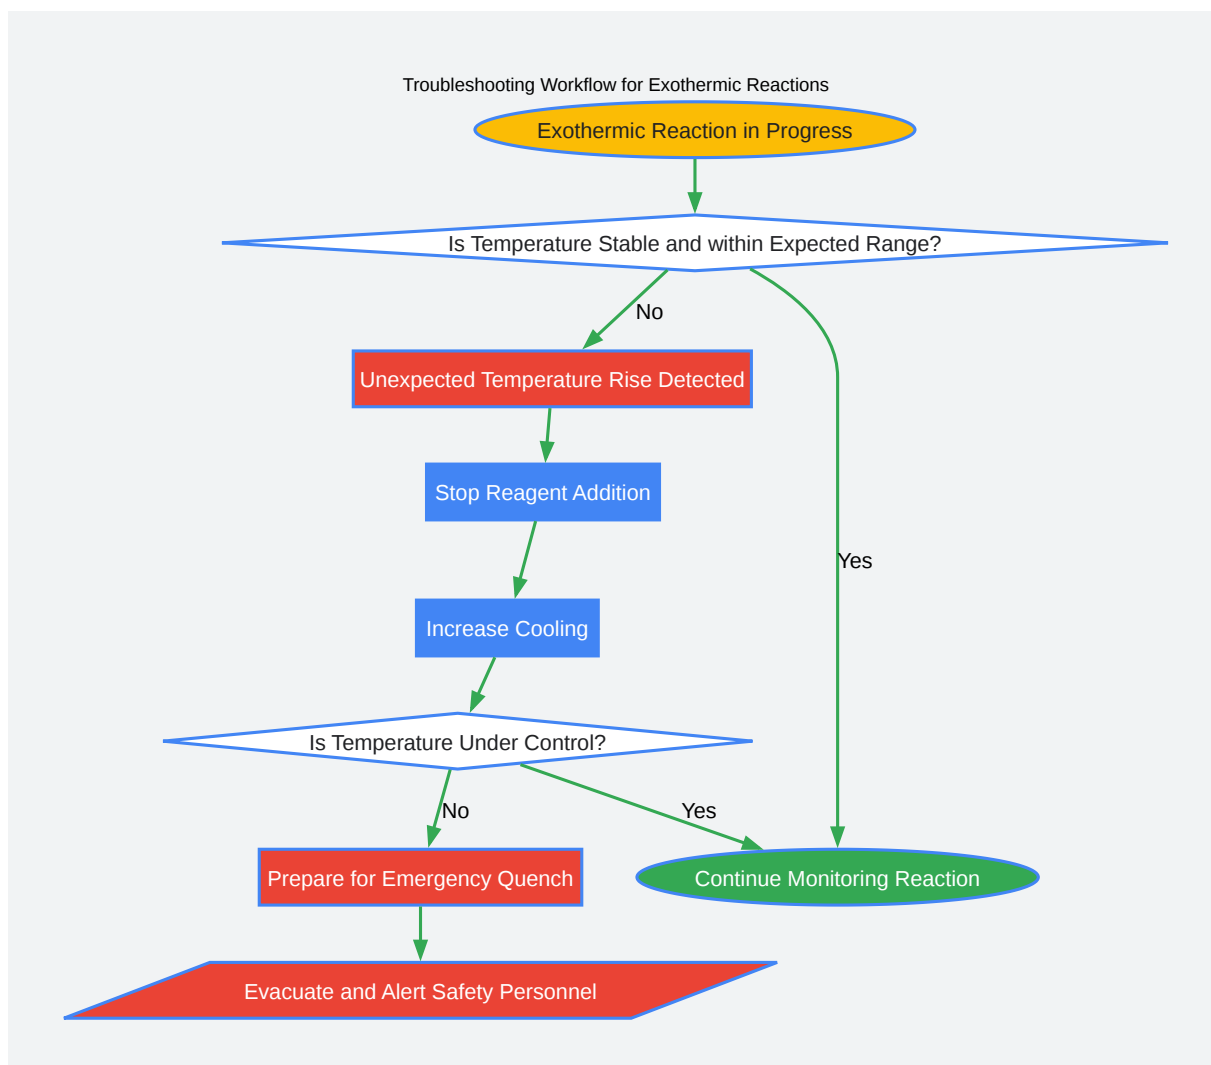 Troubleshooting Workflow for Exothermic Reactions
Exothermic Reaction in Progress
Is Temperature Stable and within Expected Range?
No
Unexpected Temperature Rise Detected
Stop Reagent Addition
Yes
Increase Cooling
Is Temperature Under Control?
No
Yes
Prepare for Emergency Quench
Continue Monitoring Reaction
Evacuate and Alert Safety Personnel